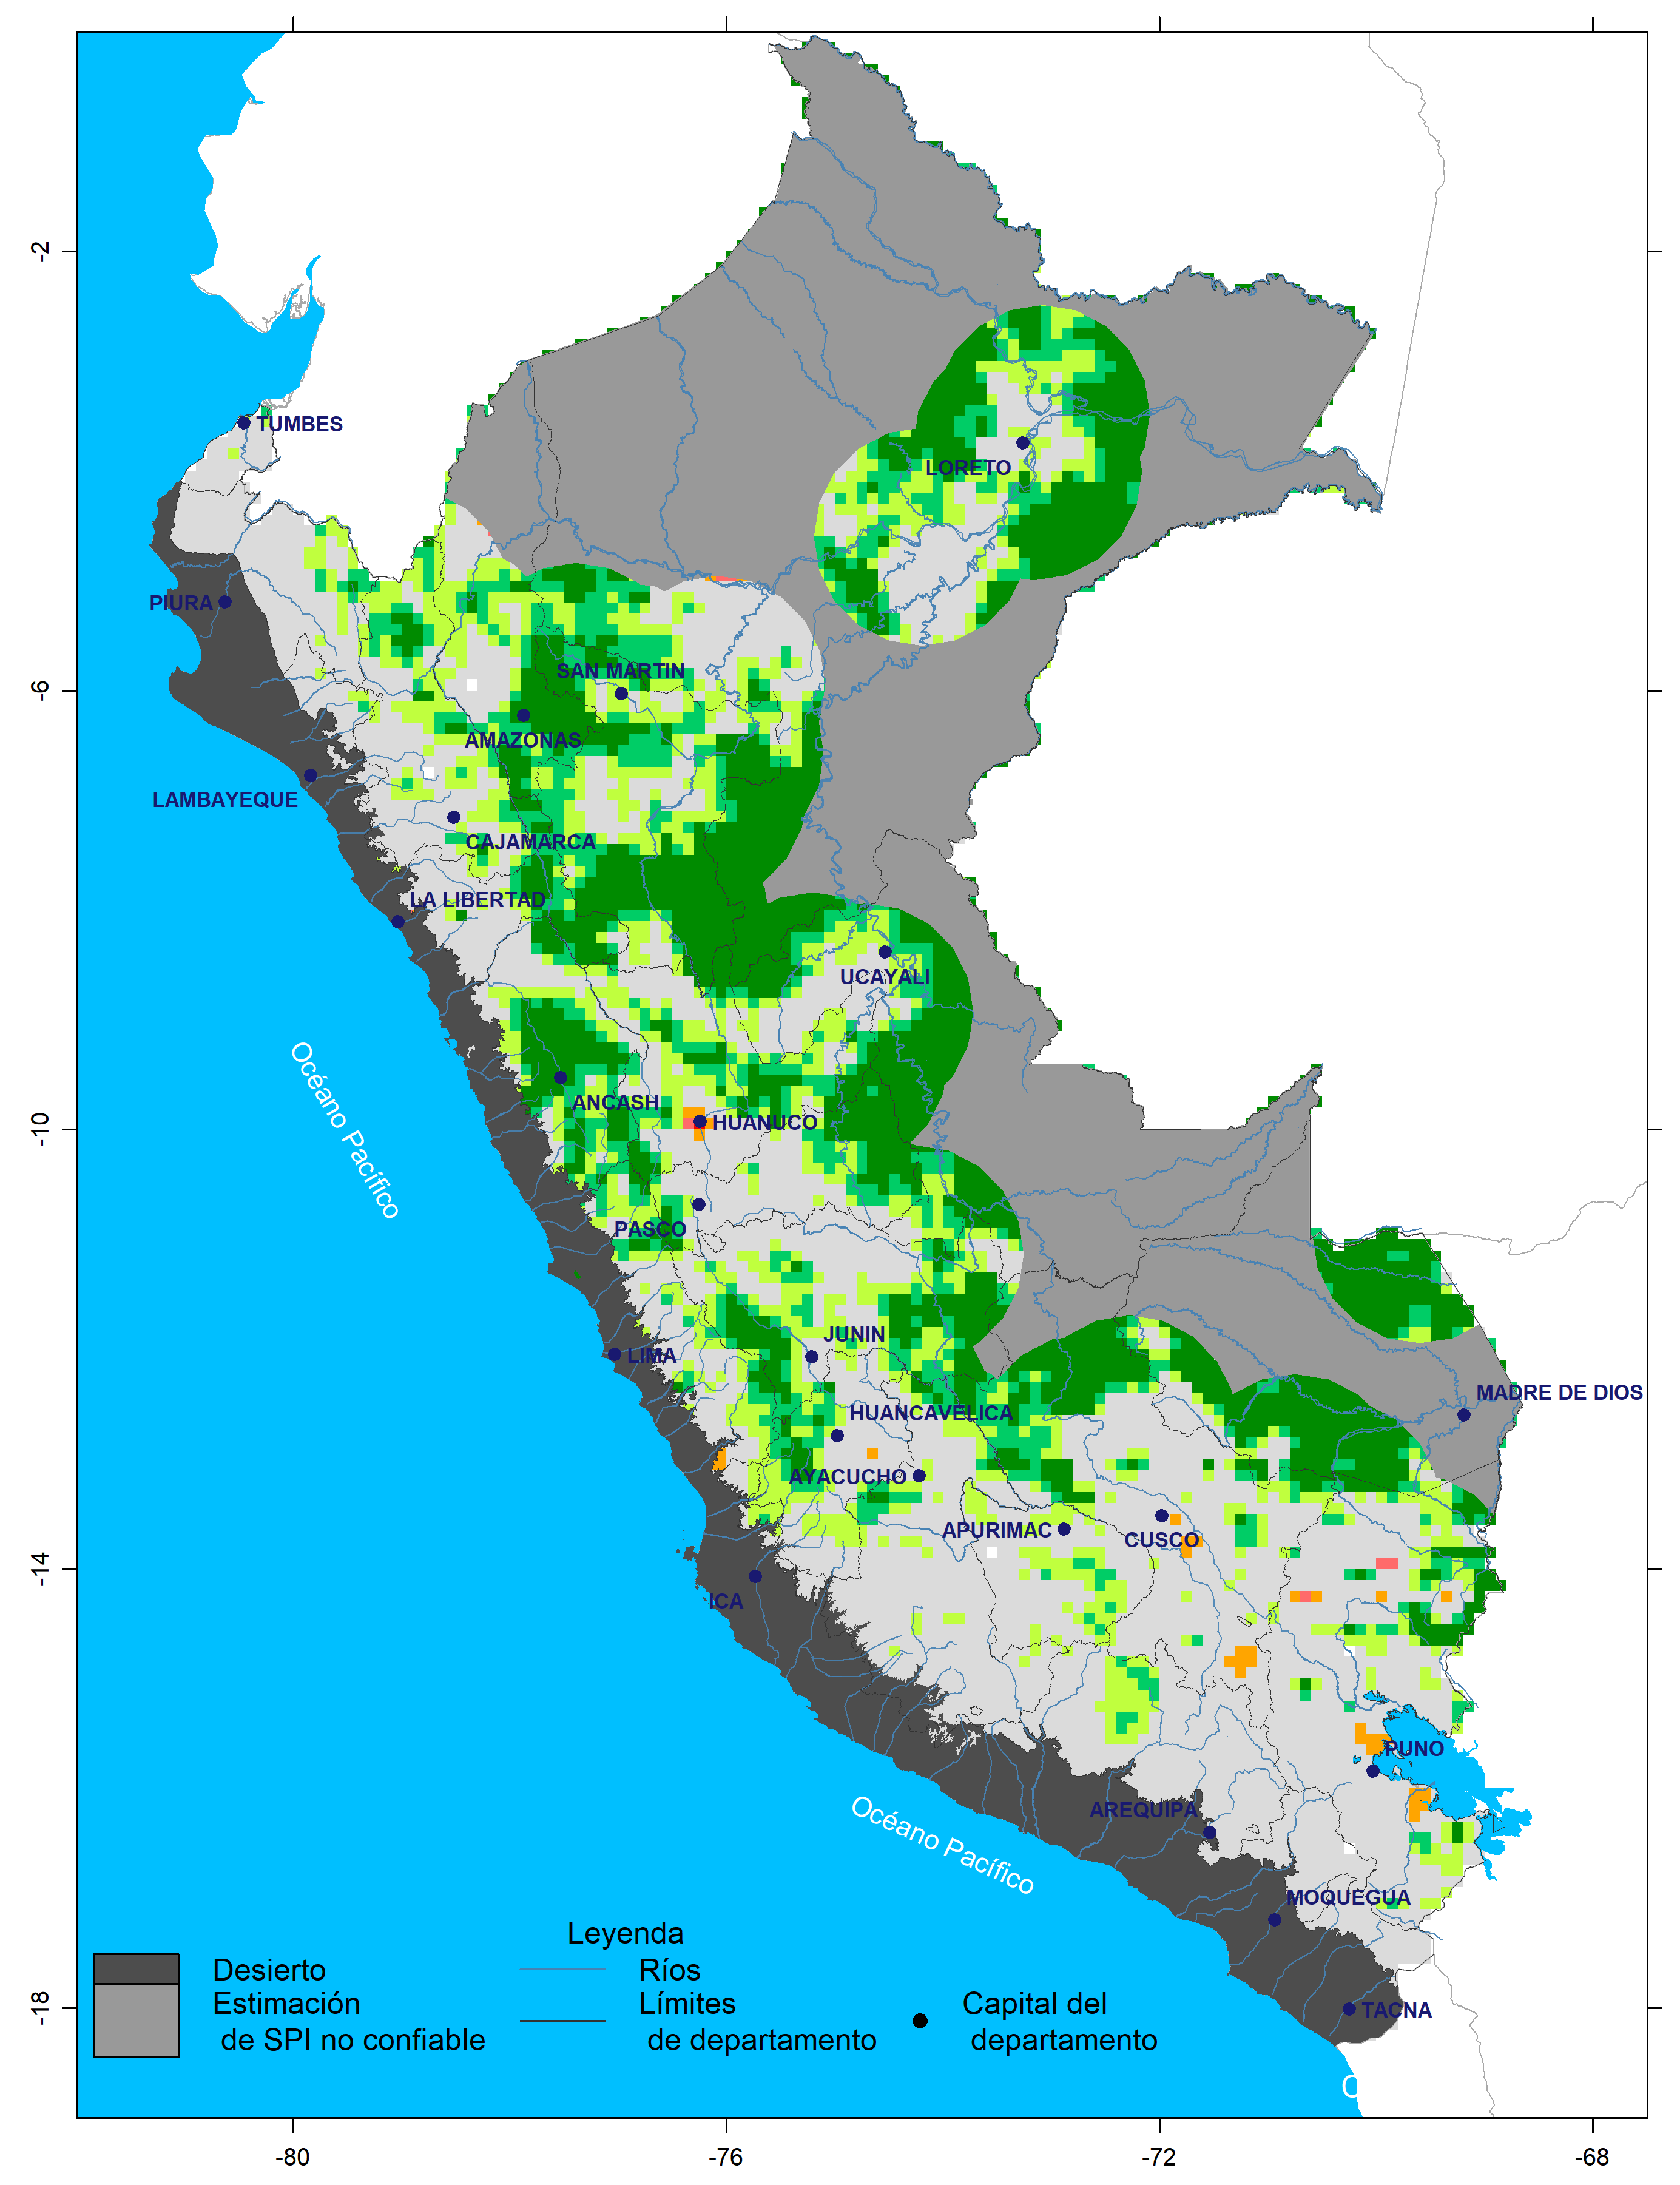 -2
-6
-10
-14
-18
TUMBES
LORETO
PIURA
SAN MARTIN
AMAZONAS
LAMBAYEQUE
CAJAMARCA
LA LIBERTAD
UCAYALI
Océano Pacífico
ANCASH
HUANUCO
PASCO
JUNIN
LIMA
MADRE DE DIOS
HUANCAVELICA
AYACUCHO
APURIMAC
CUSCO
ICA
PUNO
AREQUIPA
Océano Pacífico
MOQUEGUA
TACNA
Leyenda
Desierto
Ríos
Estimación
de SPI no confiable
Límites
de departamento
Capital del
departamento
-80
-76
-72
-68